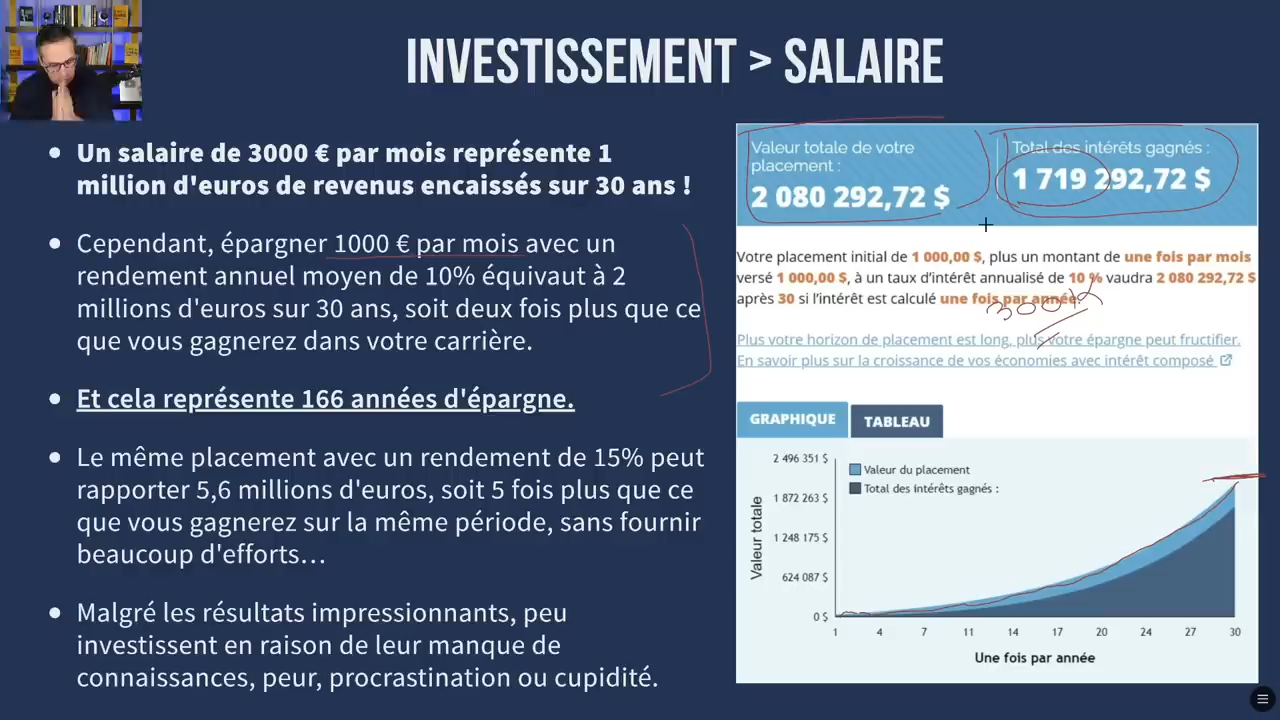 INVESTISSEMENT > SALAIRE
• Un salaire de 3000 € par mois représente 1
million d'euros de revenus encaissés sur 30 ans !
• Cependant, épargner 1000 € par mois avec un
rendement annuel moyen de 10% équivaut à 2
millions d'euros sur 30 ans, soit deux fois plus que ce
que vous gagnerez dans votre carrière.
• Et cela représente 166 années d'épargne.
• Le même placement avec un rendement de 15% peut
rapporter 5,6 millions d'euros, soit 5 fois plus que ce
que vous gagnerez sur la même période, sans fournir
beaucoup d'efforts…
• Malgré les résultats impressionnants, peu
investissent en raison de leur manque de
connaissances, peur, procrastination ou cupidité.
Valeur totale de votre
placement :
2 080 292,72 $
Total des intérêts gagnés :
1 719 292,72 $
Votre placement initial de 1 000,00 $, plus un montant de une fois par mois
versé 1 000,00 $, à un taux d'intérêt annualisé de 10 % vaudra 2 080 292,72 $
après 30 si l'intérêt est calculé une fois par année.
Plus votre horizon de placement est long, plus votre épargne peut fructifier.
En savoir plus sur la croissance de vos économies avec intérêt composé
GRAPHIQUE
TABLEAU
Valeur totale
2 496 351 $
1 872 263 $
1 248 175 $
624 087 $
0 $
Valeur du placement
Total des intérêts gagnés :
1 4 7 11 14 17 20 24 27 30
Une fois par année